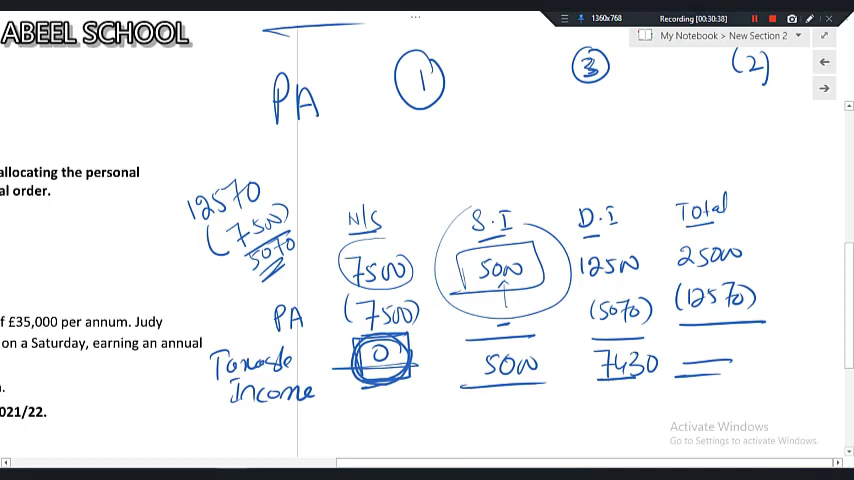 1360x768
Recording [00:30:38]
ABEEL SCHOOL
My Notebook > New Section 2
PA
1
3
(2)
allocating the personal
al order.
12570
(7500)
5070
N/S
S.I
D.I
Total
7500
5000
12500
25000
PA
(7500)
-
(5070)
(12570)
Taxable
Income
0
5000
7430
of £35,000 per annum. Judy
on a Saturday, earning an annual
n.
021/22.
Activate Windows
Go to Settings to activate Windows.